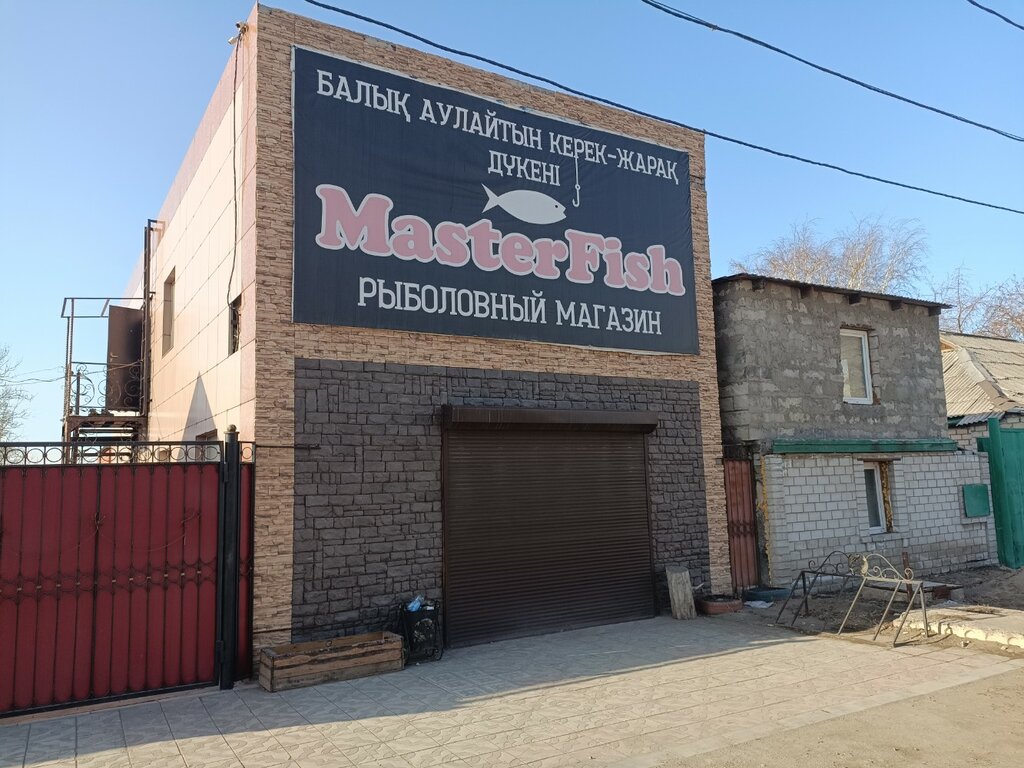 БАЛЫҚ АУЛАЙТЫН КЕРЕК-ЖАРАҚ
ДҮКЕНІ
MasterFish
РЫБОЛОВНЫЙ МАГАЗИН